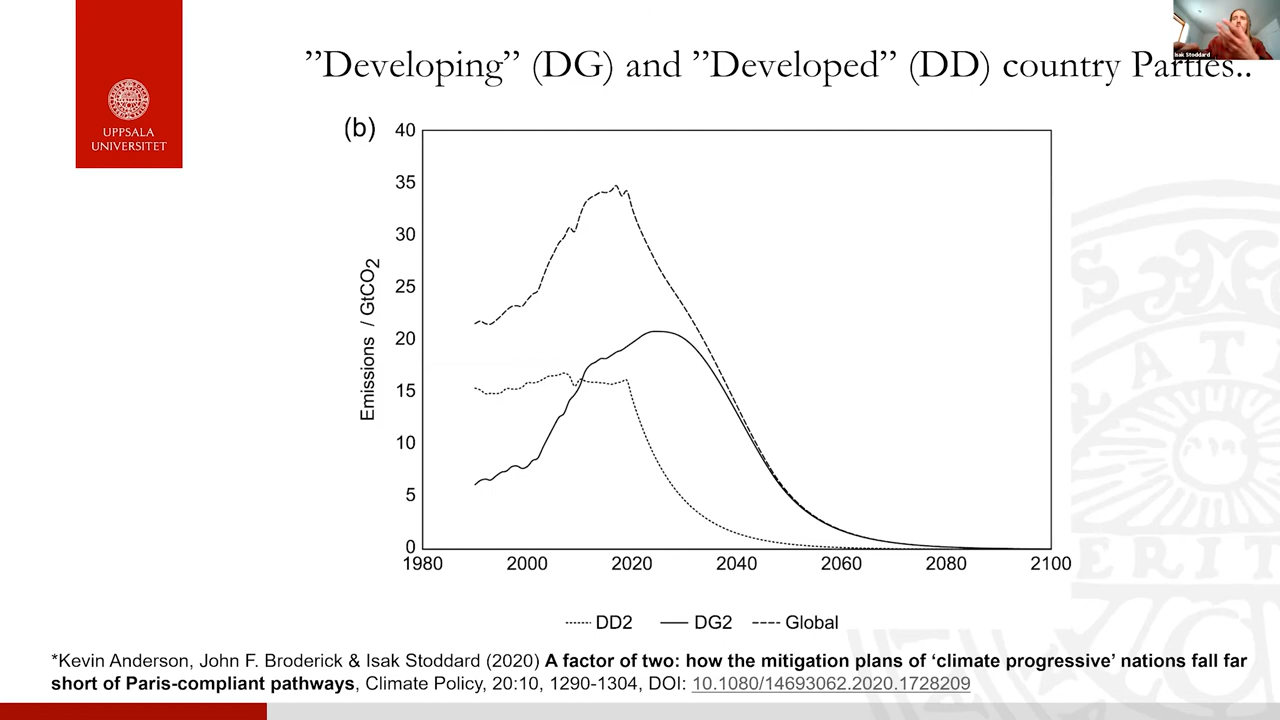 Isak Stoddard
”Developing” (DG) and ”Developed” (DD) country Parties..
UPPSALA
UNIVERSITET
(b)
40
35
30
25
20
15
10
5
0
Emissions / GtCO2
1980 2000 2020 2040 2060 2080 2100
DD2 DG2 Global
*Kevin Anderson, John F. Broderick & Isak Stoddard (2020) A factor of two: how the mitigation plans of ‘climate progressive’ nations fall far
short of Paris-compliant pathways, Climate Policy, 20:10, 1290-1304, DOI: 10.1080/14693062.2020.1728209